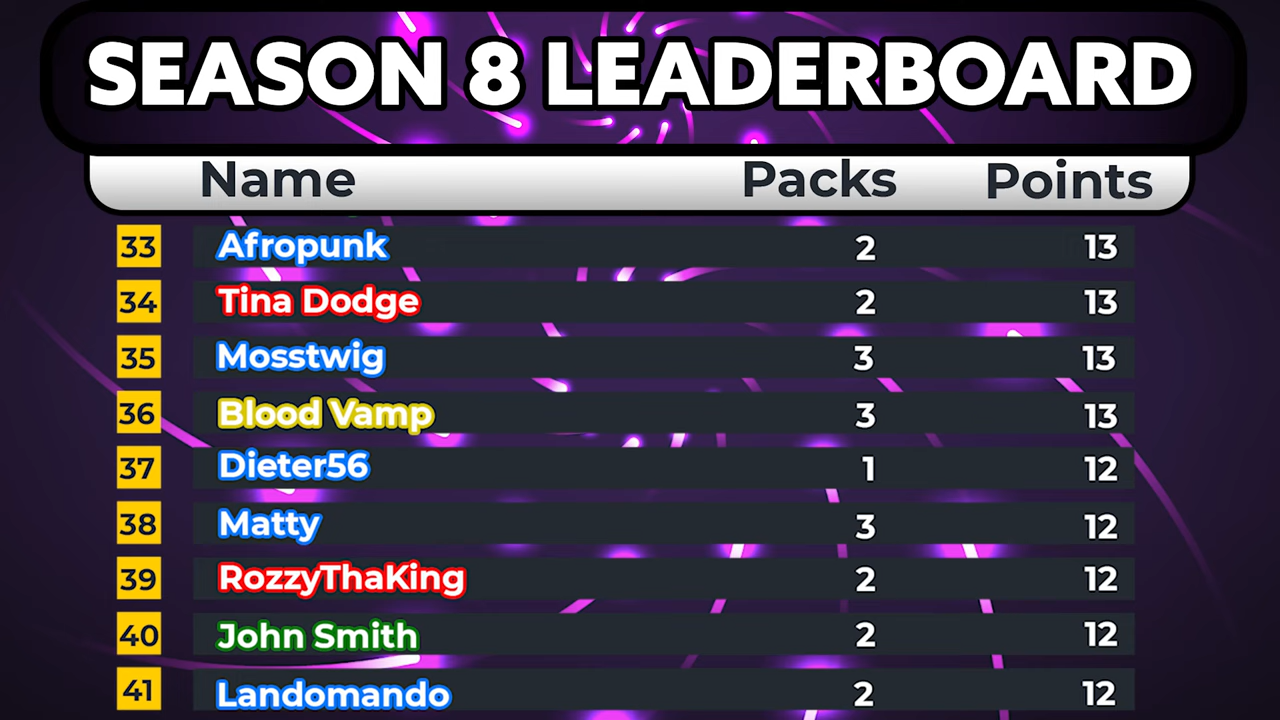 SEASON 8 LEADERBOARD
Name Packs Points
33 Afropunk 2 13
34 Tina Dodge 2 13
35 Mosstwig 3 13
36 Blood Vamp 3 13
37 Dieter56 1 12
38 Matty 3 12
39 RozzyThaKing 2 12
40 John Smith 2 12
41 Landomando 2 12